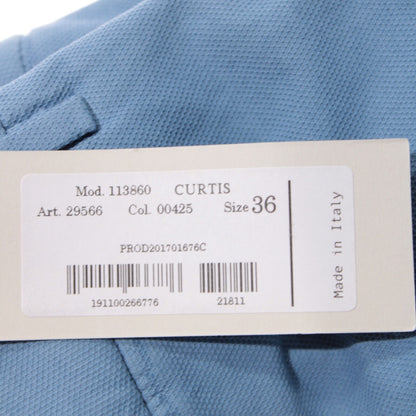 Mod. 113860 CURTIS
Art. 29566 Col. 00425 Size 36
PROD201701676C
191100266776 21811
Made in Italy